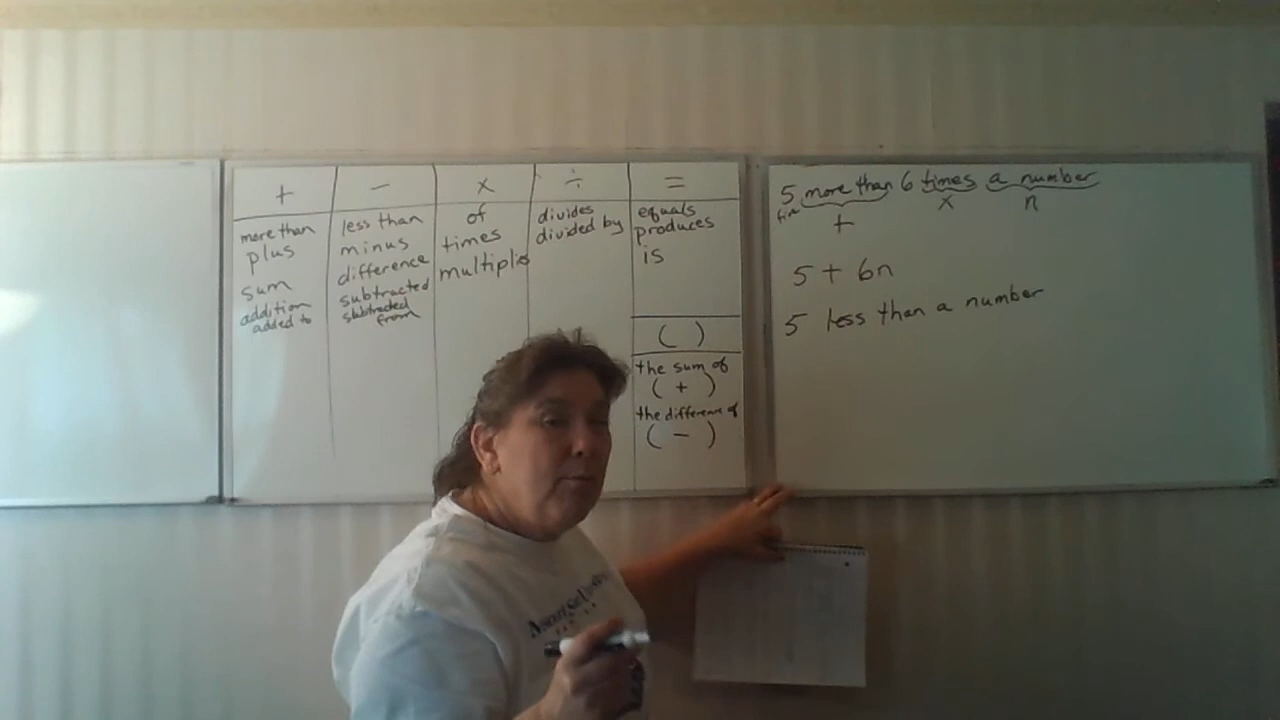 + − x ÷ =
more than
plus
sum
addition
added to
less than
minus
difference
subtracted
subtracted
from
of
times
divides
divided by
equals
produces
is
( )
the sum of
( + )
the difference of
( − )
5 more than 6 times a number
+ x n
5 + 6n
5 less than a number